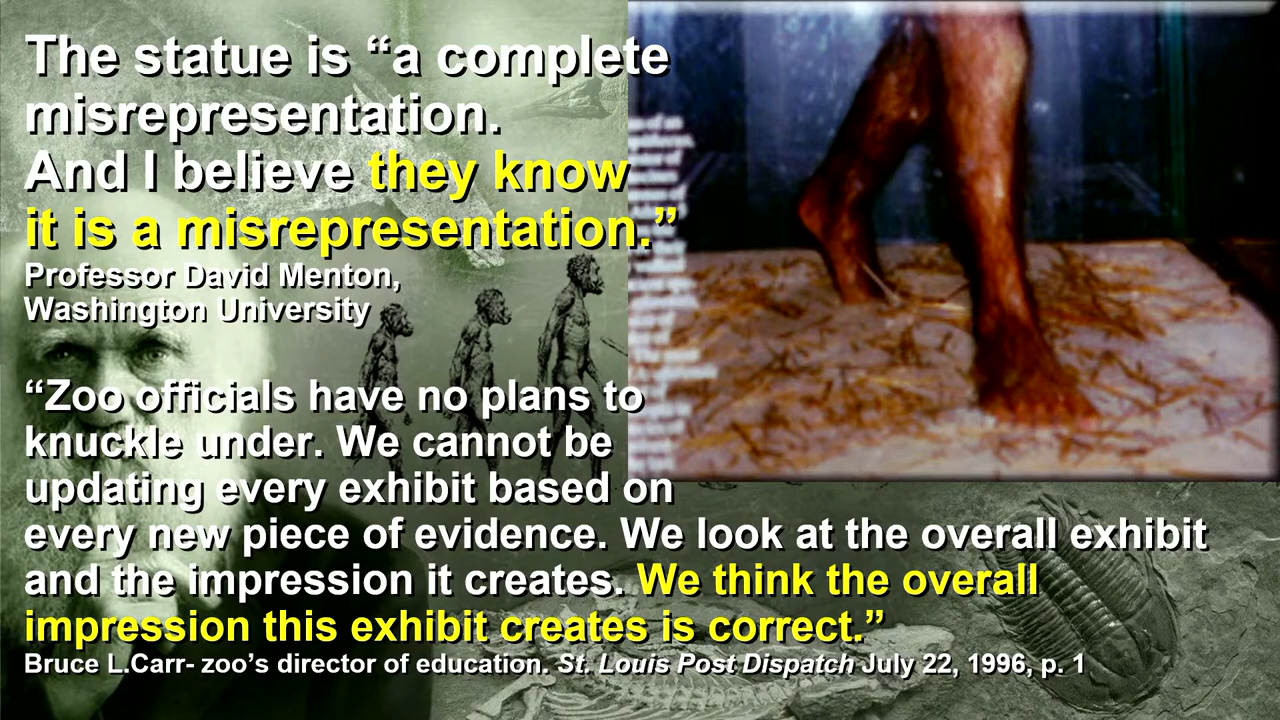 The statue is “a complete
misrepresentation.
And I believe they know
it is a misrepresentation.”
Professor David Menton,
Washington University
“Zoo officials have no plans to
knuckle under. We cannot be
updating every exhibit based on
every new piece of evidence. We look at the overall exhibit
and the impression it creates. We think the overall
impression this exhibit creates is correct.”
Bruce L.Carr- zoo’s director of education. St. Louis Post Dispatch July 22, 1996, p. 1